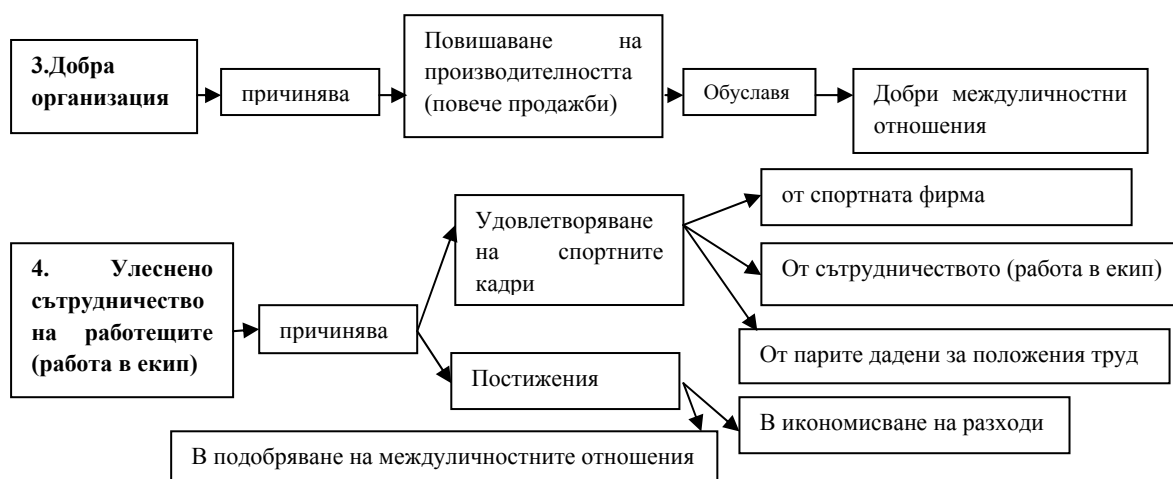 3.Добра
организация
причинява
Повишаване на
производителността
(повече продажби)
Обуславя
Добри междуличностни
отношения
4. Улеснено
сътрудничество
на работещите
(работа в екип)
причинява
Удовлетворяване
на спортните
кадри
от спортната фирма
От сътрудничеството (работа в екип)
От парите дадени за положения труд
Постижения
В икономисване на разходи
В подобряване на междуличностните отношения